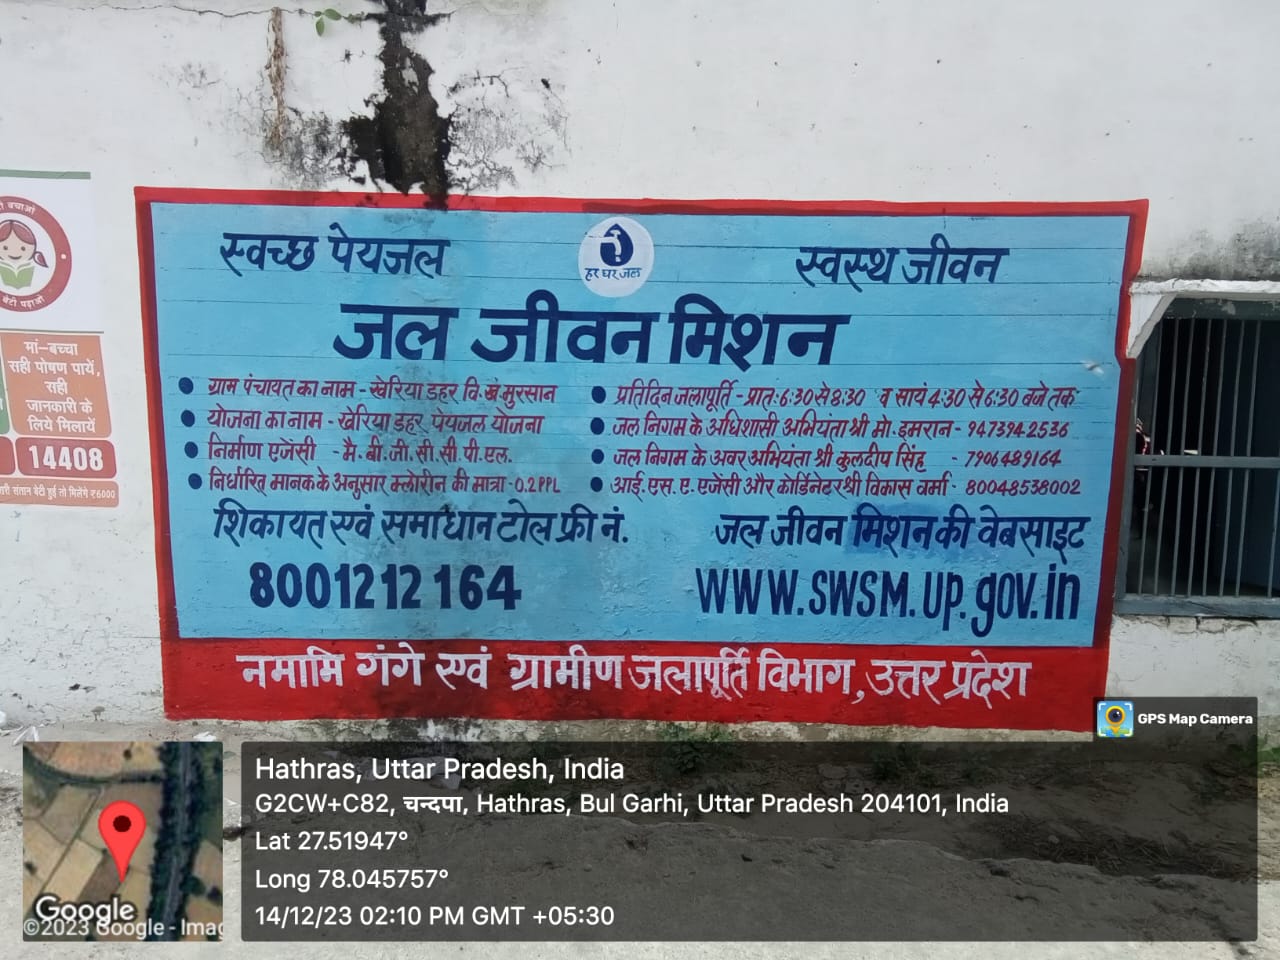 बचाओ
बेटी पढ़ाओ
मां–बच्चा
सही पोषण पायें,
सही
जानकारी के
लिये मिलायें
14408
संतान बेटी हुई तो मिलेंगे ₹6000
स्वच्छ पेयजल
हर घर जल
स्वस्थ जीवन
जल जीवन मिशन
ग्राम पंचायत का नाम - खेरिया डहर वि.खं.मुरसान
योजना का नाम - खेरिया डहर पेयजल योजना
निर्माण एजेंसी - मै. बी. जी. सी. सी. पी. एल.
निर्धारित मानक के अनुसार क्लोरीन की मात्रा - 0.2 PPL
प्रतिदिन जलापूर्ति - प्रात: 6:30 से 8:30 व सायं 4:30 से 6:30 बजे तक
जल निगम के अधिशासी अभियंता श्री मो. इमरान - 9473942536
जल निगम के अवर अभियंता श्री कुलदीप सिंह - 7906489164
आई. एस. ए. एजेंसी और कोर्डिनेटर श्री विकास वर्मा - 80048538002
शिकायत एवं समाधान टोल फ्री नं.
8001212164
जल जीवन मिशन की वेबसाइट
www.swsm.up.gov.in
नमामि गंगे एवं ग्रामीण जलापूर्ति विभाग, उत्तर प्रदेश
GPS Map Camera
Hathras, Uttar Pradesh, India
G2CW+C82, चन्दपा, Hathras, Bul Garhi, Uttar Pradesh 204101, India
Lat 27.51947°
Long 78.045757°
14/12/23 02:10 PM GMT +05:30
Google
©2023 Google - Imag